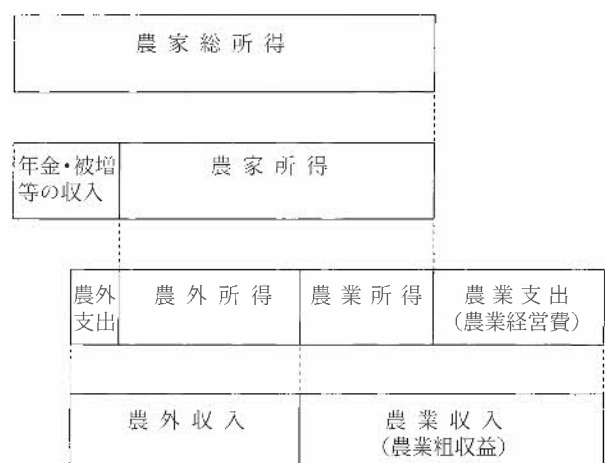 農家総所得
年金・被増
等の収入
農家所得
農外
支出
農外所得
農業所得
農業支出
(農業経営費)
農外収入
農業収入
(農業粗収益)